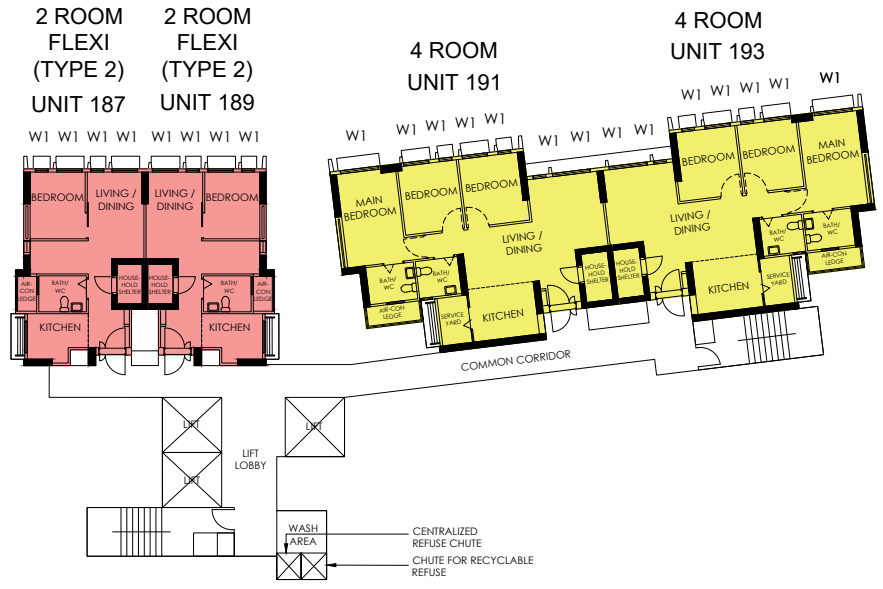 2 ROOM
FLEXI
(TYPE 2)
UNIT 187
2 ROOM
FLEXI
(TYPE 2)
UNIT 189
4 ROOM
UNIT 191
4 ROOM
UNIT 193
W1 W1 W1 W1 W1 W1 W1
W1 W1 W1 W1 W1
W1 W1 W1 W1
W1 W1 W1 W1 W1
BEDROOM
LIVING /
DINING
LIVING /
DINING
BEDROOM
AIR-
CON
LEDGE
BATH/
WC
HOUSE-
HOLD
SHELTER
HOUSE-
HOLD
SHELTER
BATH/
WC
AIR-
CON
LEDGE
KITCHEN
KITCHEN
MAIN
BEDROOM
BEDROOM
BEDROOM
LIVING /
DINING
BATH/
WC
BATH/
WC
AIR-CON
LEDGE
SERVICE
YARD
KITCHEN
HOUSE-
HOLD
SHELTER
HOUSE-
HOLD
SHELTER
LIVING /
DINING
BEDROOM
BEDROOM
MAIN
BEDROOM
BATH/
WC
BATH/
WC
AIR-CON
LEDGE
SERVICE
YARD
KITCHEN
COMMON CORRIDOR
LIFT
LIFT
LIFT
LIFT
LOBBY
WASH
AREA
CENTRALIZED
REFUSE CHUTE
CHUTE FOR RECYCLABLE
REFUSE